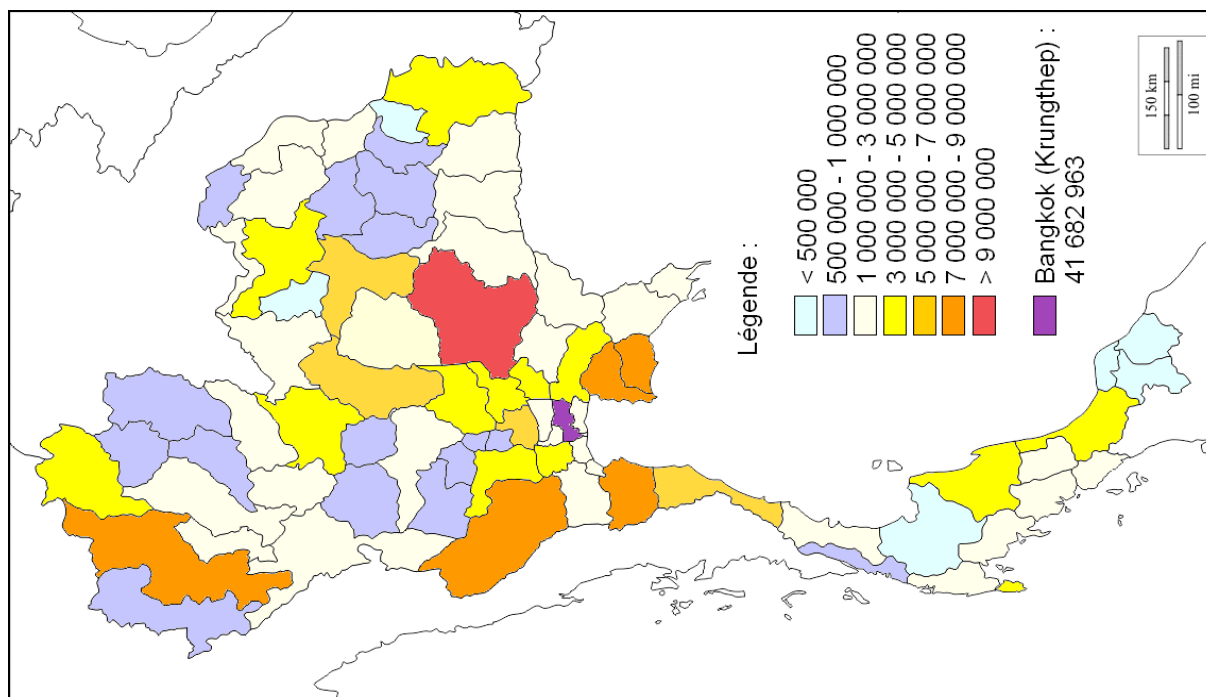 Légende :
< 500 000
500 000 - 1 000 000
1 000 000 - 3 000 000
3 000 000 - 5 000 000
5 000 000 - 7 000 000
7 000 000 - 9 000 000
> 9 000 000
Bangkok (Krungthep) :
41 682 963
150 km
100 mi